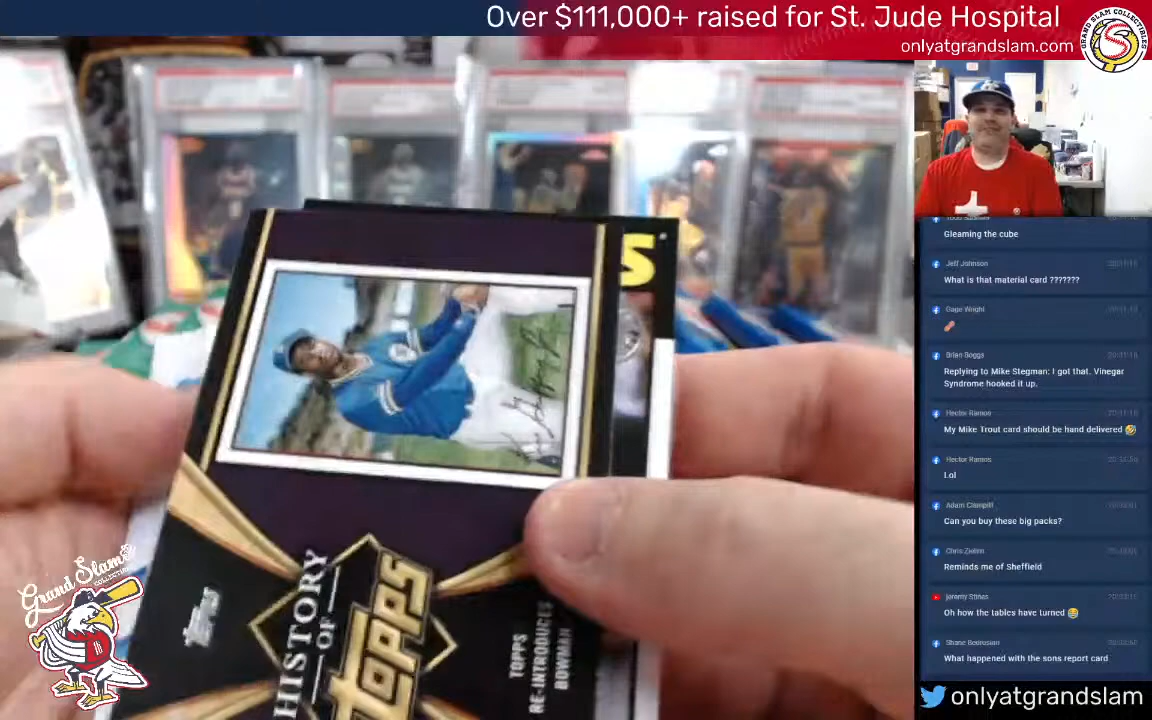 Over $111,000+ raised for St. Jude Hospital
onlyatgrandslam.com
GRAND SLAM COLLECTIBLES
S
Gleaming the cube
Jeff Johnson
What is that material card ???????
Gage Wright
Brian Boggs
Replying to Mike Stegman: I got that. Vinegar
Syndrome hooked it up.
Hector Ramos
My Mike Trout card should be hand delivered 🤣
Hector Ramos
Lol
Adam
Can you buy these big packs?
Chris
Reminds me of Sheffield
jeremy
Oh how the tables have turned 😂
Shane
What happened with the sons report card
onlyatgrandslam
Grand Slam
COLLECTIBLES
S
Topps
HISTORY
OF
Topps
TOPPS
RE-INTRODUCES
BOWMAN